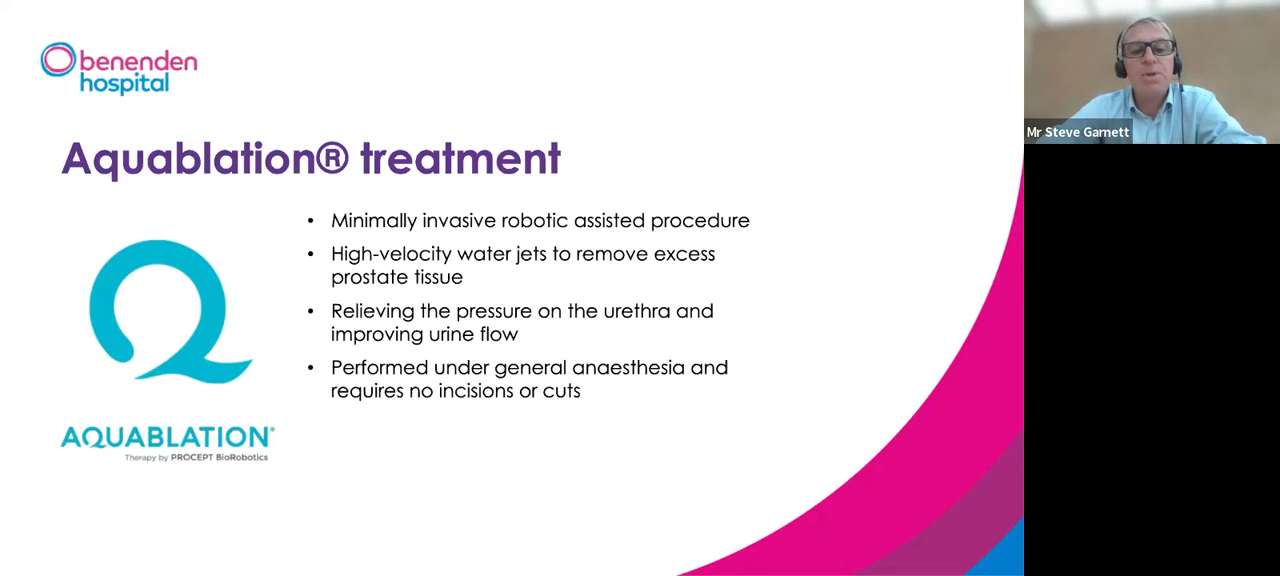 benenden
hospital
Mr Steve Garnett
Aquablation® treatment
• Minimally invasive robotic assisted procedure
• High-velocity water jets to remove excess
prostate tissue
• Relieving the pressure on the urethra and
improving urine flow
• Performed under general anaesthesia and
requires no incisions or cuts
AQUABLATION®
Therapy by PROCEPT BioRobotics